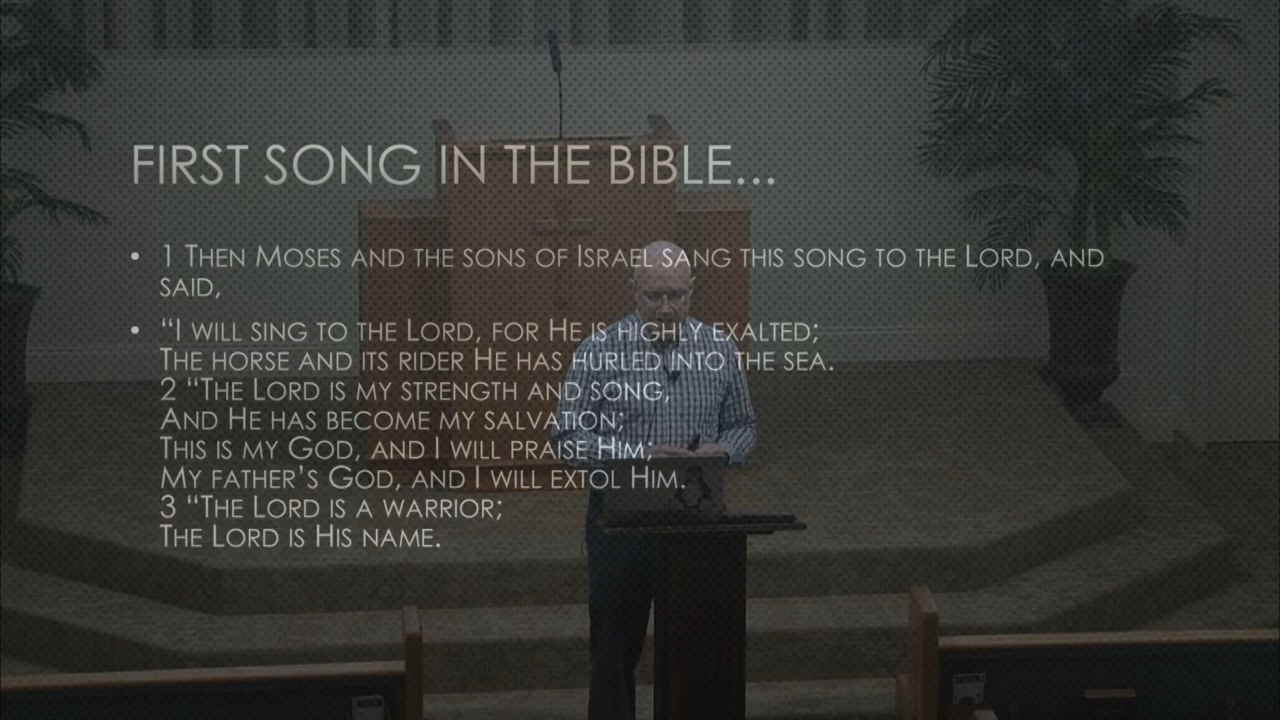 FIRST SONG IN THE BIBLE...
• 1 THEN MOSES AND THE SONS OF ISRAEL SANG THIS SONG TO THE LORD, AND
SAID,
• “I WILL SING TO THE LORD, FOR HE IS HIGHLY EXALTED;
THE HORSE AND ITS RIDER HE HAS HURLED INTO THE SEA.
2 “THE LORD IS MY STRENGTH AND SONG,
AND HE HAS BECOME MY SALVATION;
THIS IS MY GOD, AND I WILL PRAISE HIM;
MY FATHER’S GOD, AND I WILL EXTOL HIM.
3 “THE LORD IS A WARRIOR;
THE LORD IS HIS NAME.